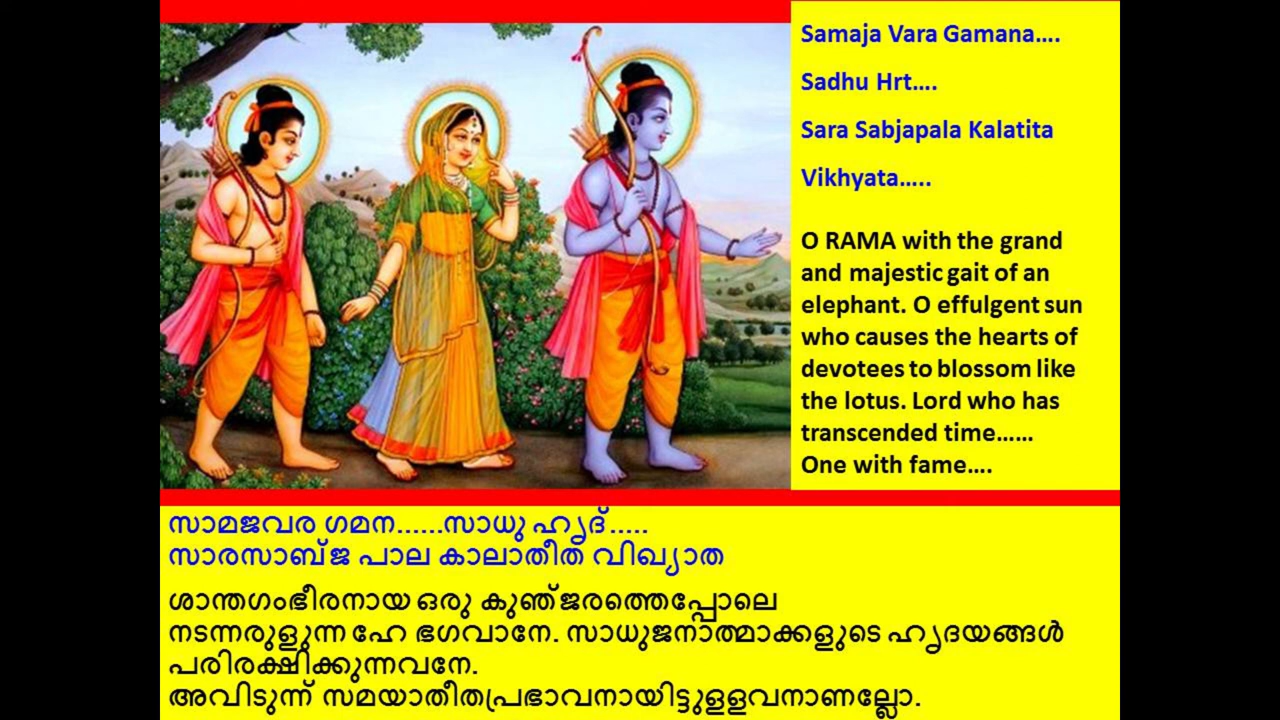 Samaja Vara Gamana....
Sadhu Hrt....
Sara Sabjapala Kalatita
Vikhyata.....
O RAMA with the grand
and majestic gait of an
elephant. O effulgent sun
who causes the hearts of
devotees to blossom like
the lotus. Lord who has
transcended time......
One with fame....
സാമജവര ഗമന......സാധു ഹൃദ്.....
സാരസാബ്ജ പാല കാലാതീത വിഖ്യാത
ശാന്തഗംഭീരനായ ഒരു കുഞ്ജരത്തെപ്പോലെ
നടന്നരുളുന്ന ഹേ ഭഗവാനേ. സാധുജനാത്മാക്കളുടെ ഹൃദയങ്ങൾ
പരിരക്ഷിക്കുന്നവനേ.
അവിടുന്ന് സമയാതീതപ്രഭാവനായിട്ടുളളവനാണല്ലോ.